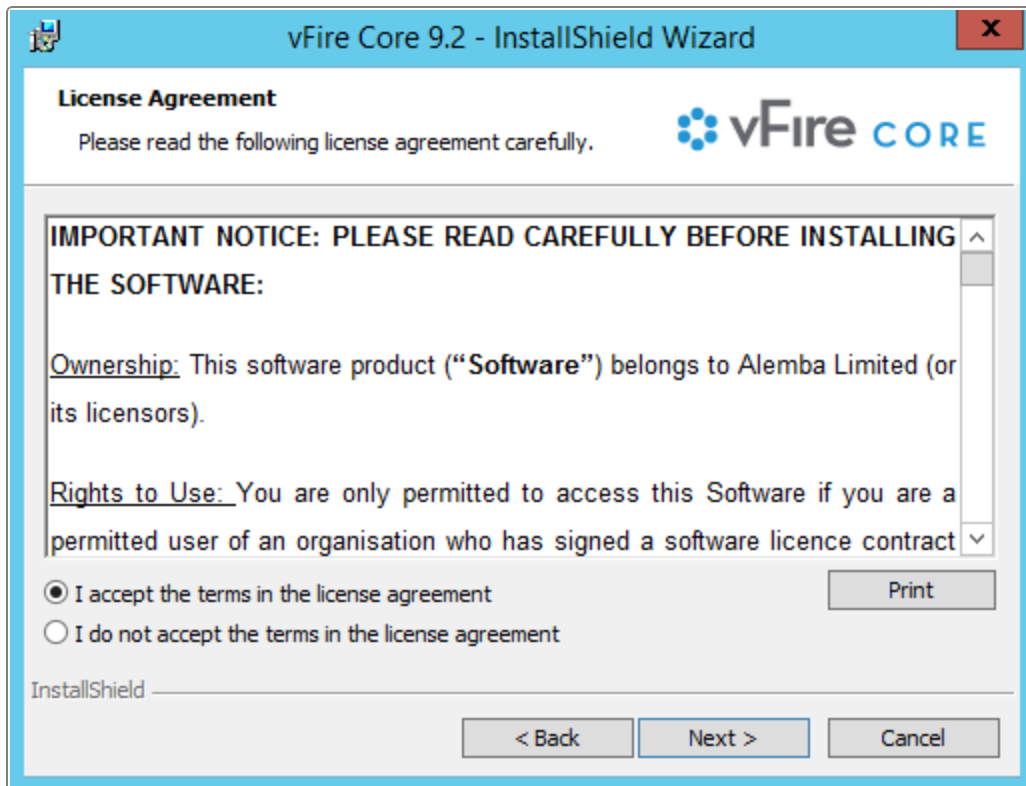 vFire Core 9.2 - InstallShield Wizard
x
License Agreement
Please read the following license agreement carefully.
vFire CORE
IMPORTANT NOTICE: PLEASE READ CAREFULLY BEFORE INSTALLING
THE SOFTWARE:
Ownership: This software product (“Software”) belongs to Alemba Limited (or
its licensors).
Rights to Use: You are only permitted to access this Software if you are a
permitted user of an organisation who has signed a software licence contract
I accept the terms in the license agreement
Print
I do not accept the terms in the license agreement
InstallShield
< Back
Next >
Cancel